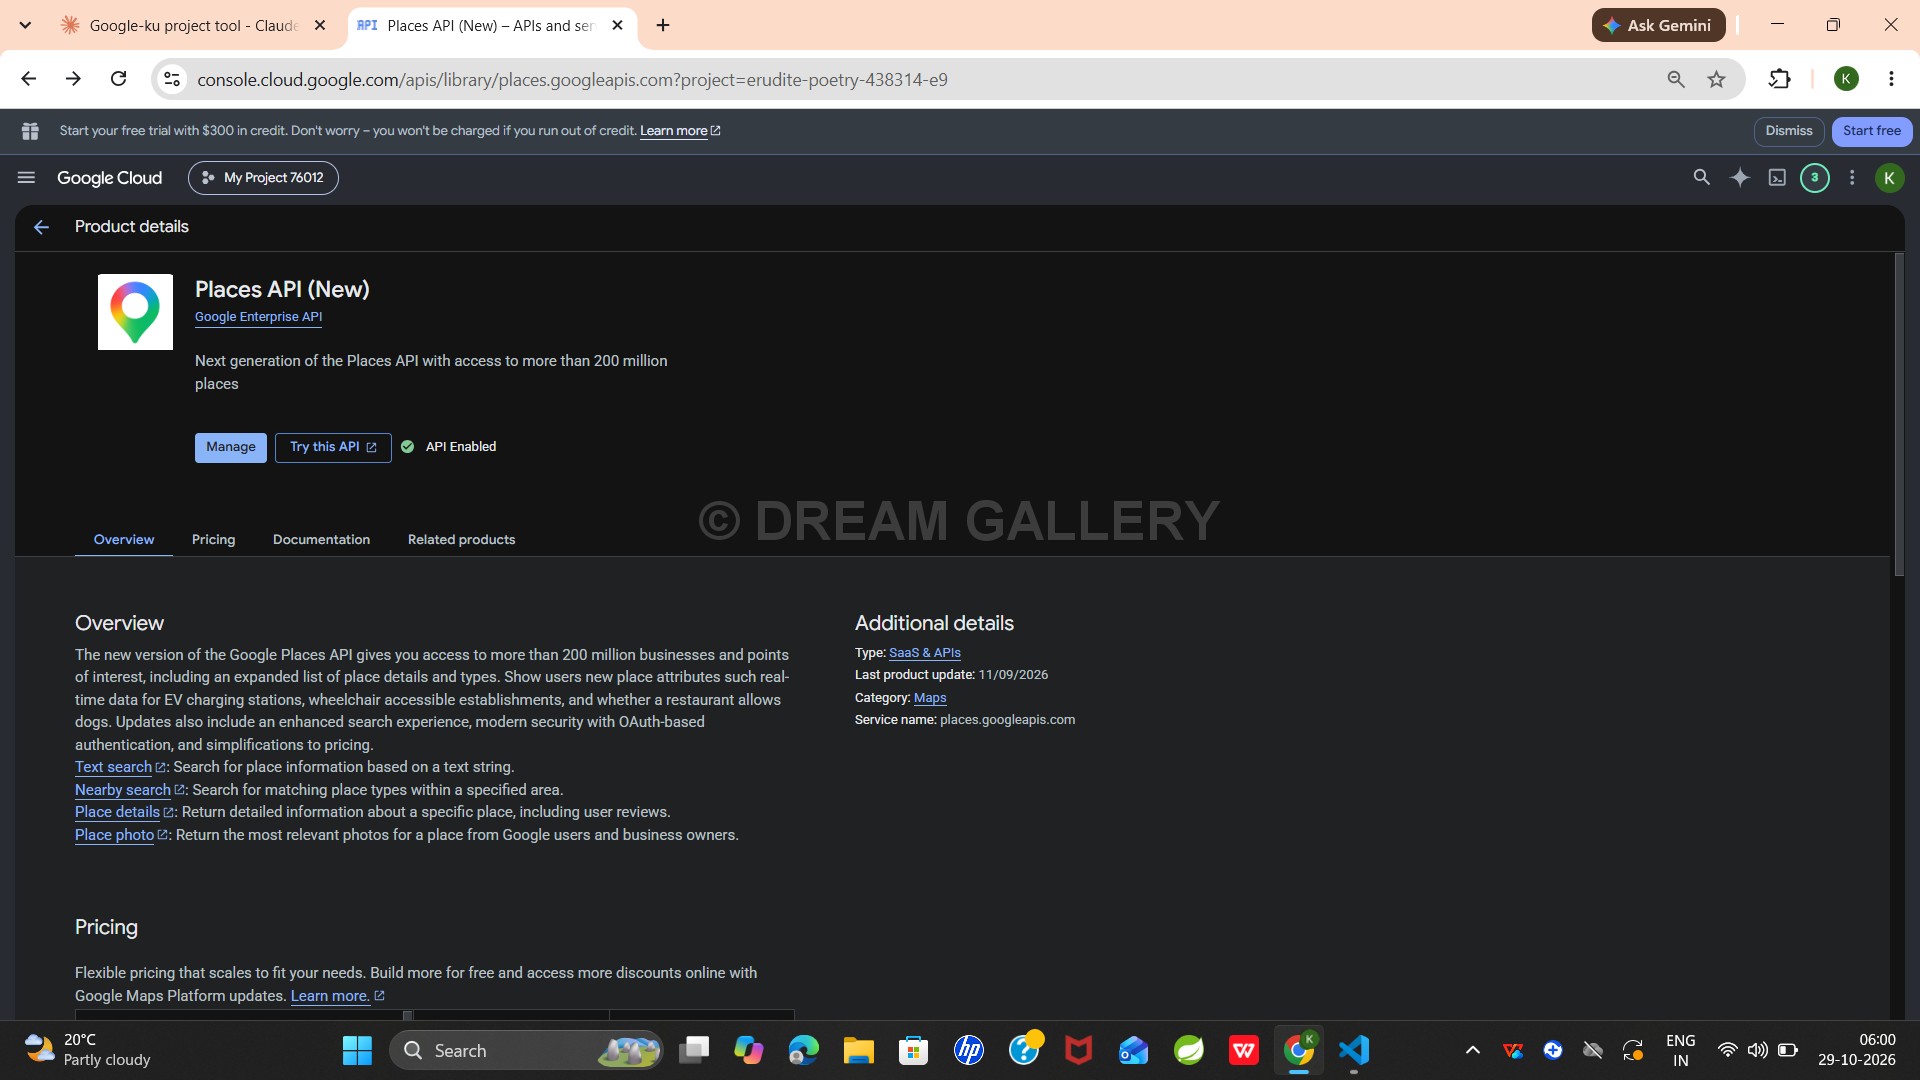 Google-ku project tool - Claude
API Places API (New) – APIs and ser
Ask Gemini
console.cloud.google.com/apis/library/places.googleapis.com?project=erudite-poetry-438314-e9
K
Start your free trial with $300 in credit. Don't worry – you won't be charged if you run out of credit. Learn more
Dismiss
Start free
Google Cloud
My Project 76012
3
K
Product details
Places API (New)
Google Enterprise API
Next generation of the Places API with access to more than 200 million
places
Manage
Try this API
API Enabled
© DREAM GALLERY
Overview
Pricing
Documentation
Related products
Overview
The new version of the Google Places API gives you access to more than 200 million businesses and points
of interest, including an expanded list of place details and types. Show users new place attributes such real-
time data for EV charging stations, wheelchair accessible establishments, and whether a restaurant allows
dogs. Updates also include an enhanced search experience, modern security with OAuth-based
authentication, and simplifications to pricing.
Text search : Search for place information based on a text string.
Nearby search : Search for matching place types within a specified area.
Place details : Return detailed information about a specific place, including user reviews.
Place photo : Return the most relevant photos for a place from Google users and business owners.
Additional details
Type: SaaS & APIs
Last product update: 11/09/2026
Category: Maps
Service name: places.googleapis.com
Pricing
Flexible pricing that scales to fit your needs. Build more for free and access more discounts online with
Google Maps Platform updates. Learn more.
20°C
Partly cloudy
Search
hp
W
K
ENG
IN
06:00
29-10-2026